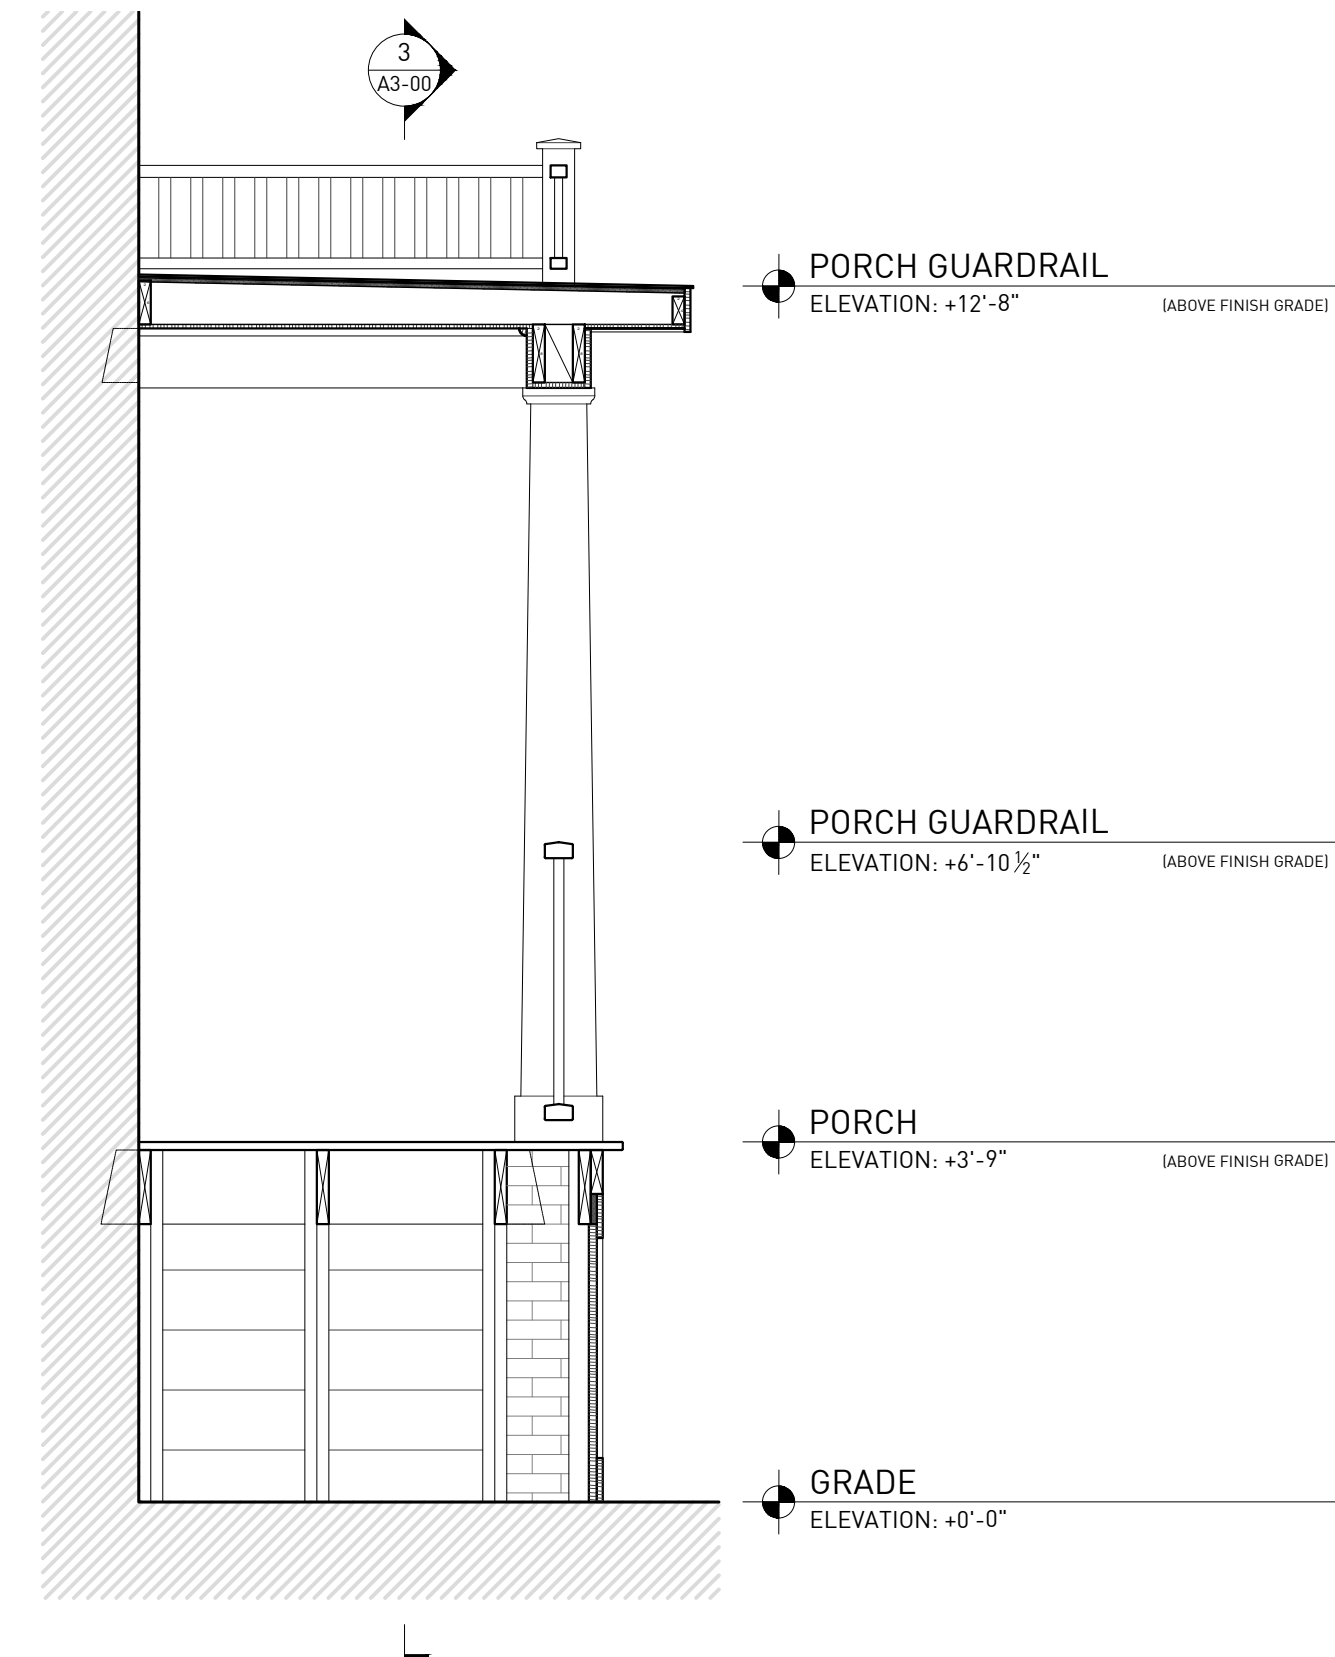 3
A3-00
PORCH GUARDRAIL
ELEVATION: +12'-8" (ABOVE FINISH GRADE)
PORCH GUARDRAIL
ELEVATION: +6'-10 ½" (ABOVE FINISH GRADE)
PORCH
ELEVATION: +3'-9" (ABOVE FINISH GRADE)
GRADE
ELEVATION: +0'-0"